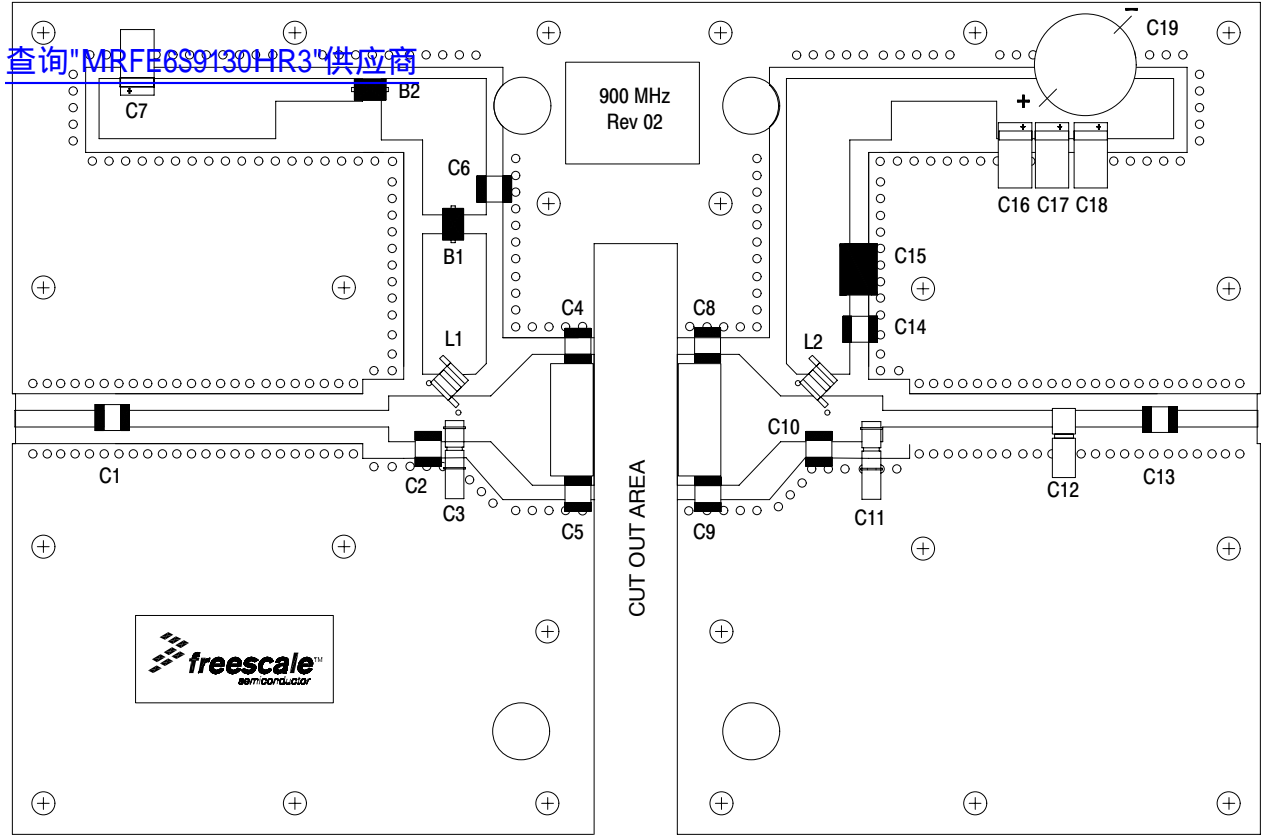 C19
查询"MRFE6S9130HR3"供应商
B2
C7
900 MHz
Rev 02
+
−
C6
C16 C17 C18
B1
C15
C4
C8
C14
L1
L2
C10
C1
C2
C3
C5
CUT OUT AREA
C9
C11
C12
C13
freescale™
semiconductor